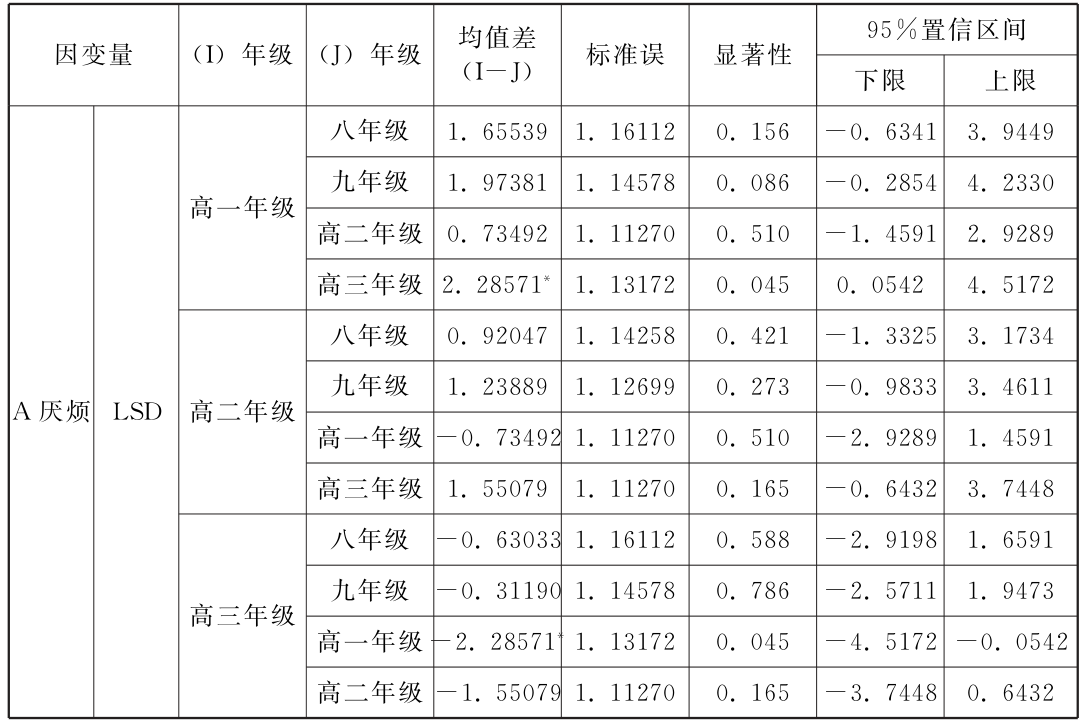 因变量 (I) 年级 (J) 年级 均值差 (I－J) 标准误 显著性 95%置信区间
下限 上限
A 厌烦 LSD 高一年级 八年级 1.65539 1.16112 0.156 －0.6341 3.9449
九年级 1.97381 1.14578 0.086 －0.2854 4.2330
高二年级 0.73492 1.11270 0.510 －1.4591 2.9289
高三年级 2.28571* 1.13172 0.045 0.0542 4.5172
高二年级 八年级 0.92047 1.14258 0.421 －1.3325 3.1734
九年级 1.23889 1.12699 0.273 －0.9833 3.4611
高一年级 －0.73492 1.11270 0.510 －2.9289 1.4591
高三年级 1.55079 1.11270 0.165 －0.6432 3.7448
高三年级 八年级 －0.63033 1.16112 0.588 －2.9198 1.6591
九年级 －0.31190 1.14578 0.786 －2.5711 1.9473
高一年级 －2.28571* 1.13172 0.045 －4.5172 －0.0542
高二年级 －1.55079 1.11270 0.165 －3.7448 0.6432